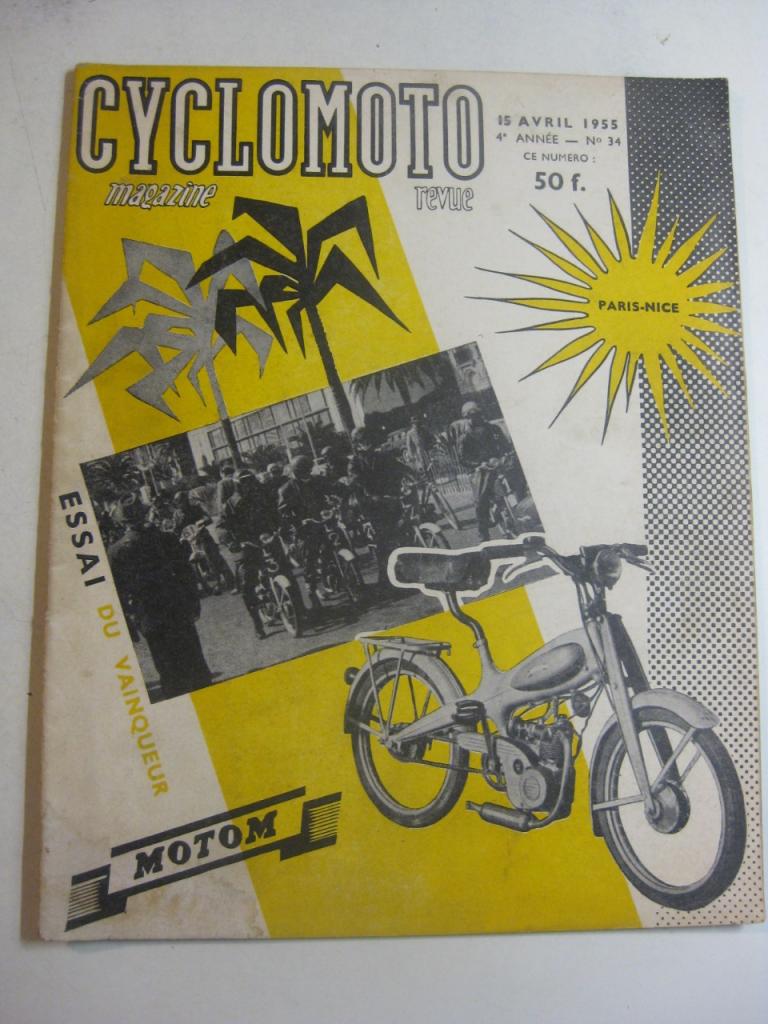 CYCLOMOTO
magazine revue
15 AVRIL 1955
4e ANNÉE — No 34
CE NUMERO :
50 f.
PARIS-NICE
ESSAI DU VAINQUEUR
MOTOM